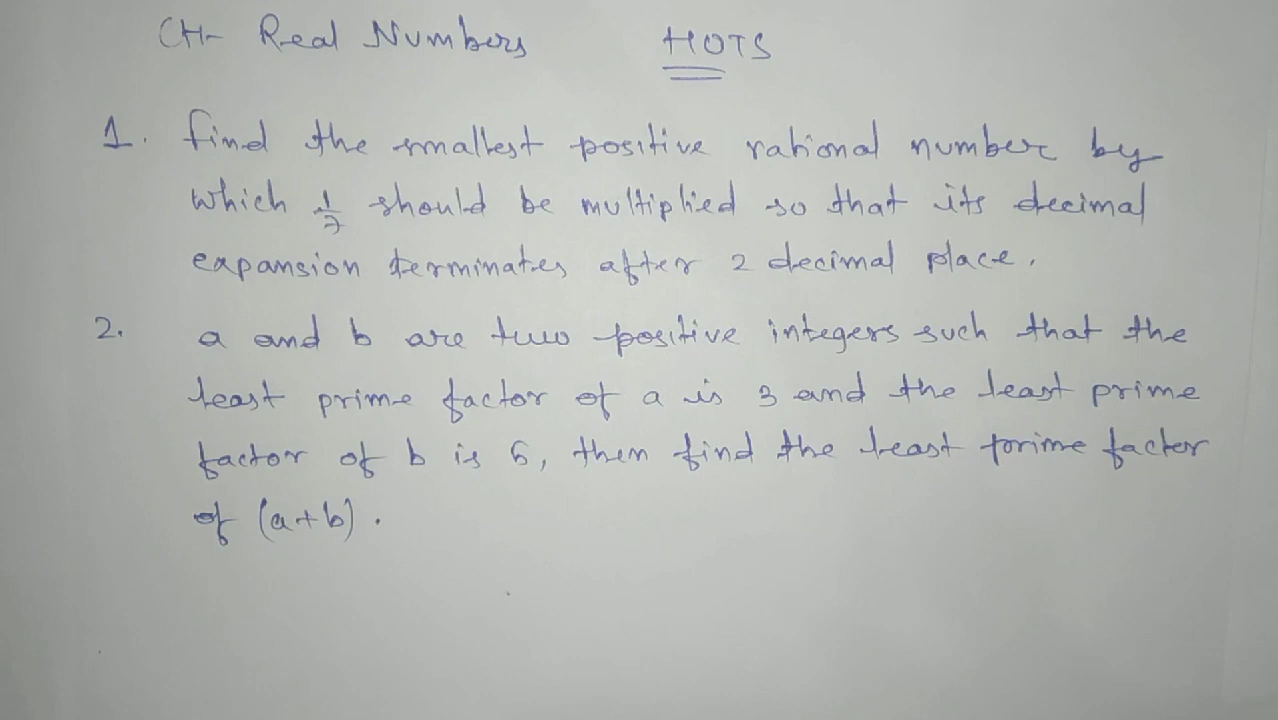 CH- Real Numbers HOTS
1. find the smallest positive rational number by
which 1/7 should be multiplied so that its decimal
expansion terminates after 2 decimal place.
2. a and b are two positive integers such that the
least prime factor of a is 3 and the least prime
factor of b is 5, then find the least prime factor
of (a+b).